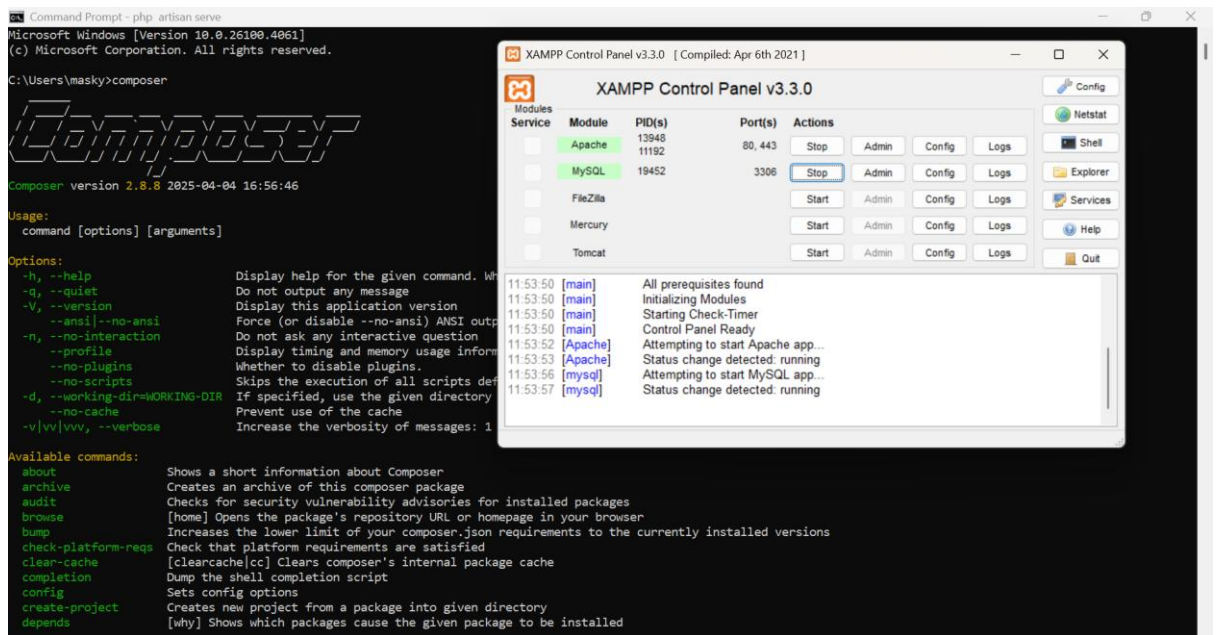 Command Prompt - php artisan serve
Microsoft Windows [Version 10.0.26100.4061]
(c) Microsoft Corporation. All rights reserved.
C:\Users\masky>composer
Composer
Composer version 2.8.8 2025-04-04 16:56:46
Usage:
command [options] [arguments]
Options:
-h, --help Display help for the given command. Wh
-q, --quiet Do not output any message
-V, --version Display this application version
--ansi|--no-ansi Force (or disable --no-ansi) ANSI outp
-n, --no-interaction Do not ask any interactive question
--profile Display timing and memory usage inform
--no-plugins Whether to disable plugins.
--no-scripts Skips the execution of all scripts def
-d, --working-dir=WORKING-DIR If specified, use the given directory
--no-cache Prevent use of the cache
-v|vv|vvv, --verbose Increase the verbosity of messages: 1
Available commands:
about Shows a short information about Composer
archive Creates an archive of this composer package
audit Checks for security vulnerability advisories for installed packages
browse [home] Opens the package's repository URL or homepage in your browser
bump Increases the lower limit of your composer.json requirements to the currently installed versions
check-platform-reqs Check that platform requirements are satisfied
clear-cache [clearcache|cc] Clears composer's internal package cache
completion Dump the shell completion script
config Sets config options
create-project Creates new project from a package into given directory
depends [why] Shows which packages cause the given package to be installed
XAMPP Control Panel v3.3.0 [ Compiled: Apr 6th 2021 ]
XAMPP Control Panel v3.3.0
Modules
Service Module PID(s) Port(s) Actions
Apache 13948 11192 80, 443 Stop Admin Config Logs
MySQL 19452 3306 Stop Admin Config Logs
FileZilla Start Admin Config Logs
Mercury Start Admin Config Logs
Tomcat Start Admin Config Logs
Config
Netstat
Shell
Explorer
Services
Help
Quit
11:53:50 [main] All prerequisites found
11:53:50 [main] Initializing Modules
11:53:50 [main] Starting Check-Timer
11:53:50 [main] Control Panel Ready
11:53:52 [Apache] Attempting to start Apache app...
11:53:53 [Apache] Status change detected: running
11:53:56 [mysql] Attempting to start MySQL app...
11:53:57 [mysql] Status change detected: running